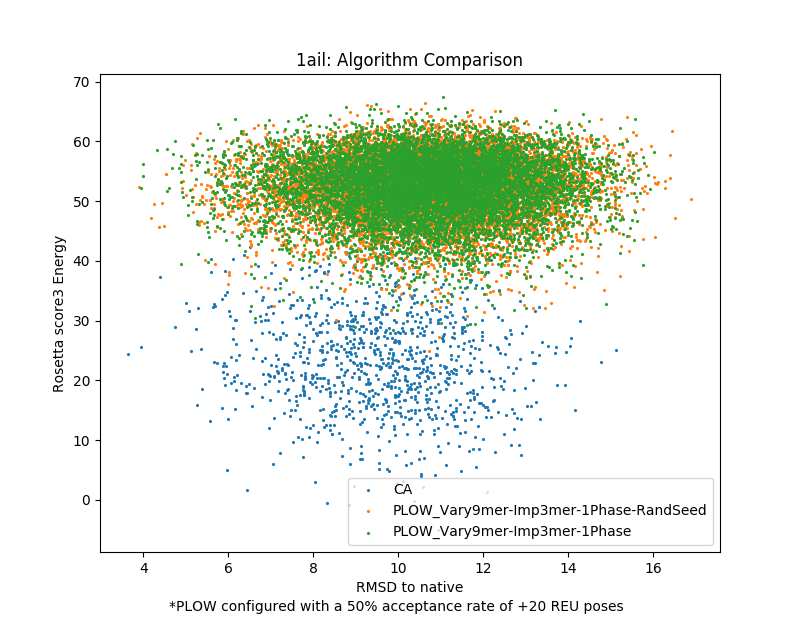 1ail: Algorithm Comparison
70
60
50
40
30
20
10
0
Rosetta score3 Energy
CA
PLOW_Vary9mer-Imp3mer-1Phase-RandSeed
PLOW_Vary9mer-Imp3mer-1Phase
4 6 8 10 12 14 16
RMSD to native
*PLOW configured with a 50% acceptance rate of +20 REU poses